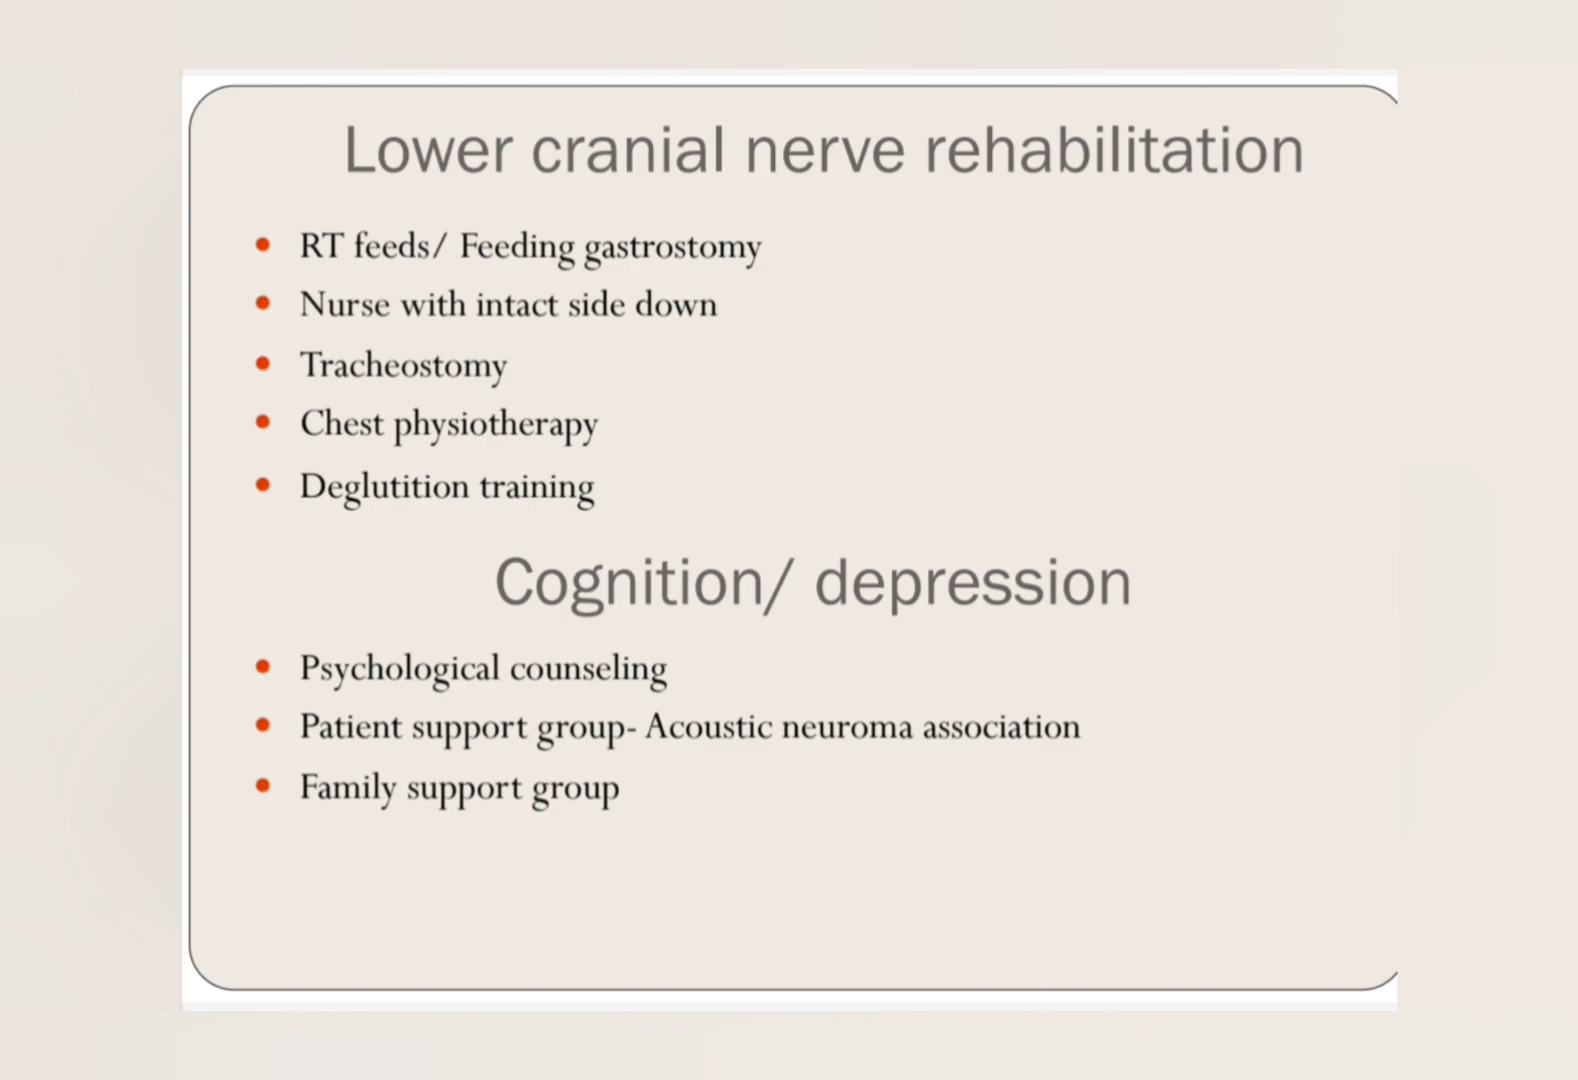 Lower cranial nerve rehabilitation
RT feeds/ Feeding gastrostomy
Nurse with intact side down
Tracheostomy
Chest physiotherapy
Deglutition training
Cognition/ depression
Psychological counseling
Patient support group- Acoustic neuroma association
Family support group